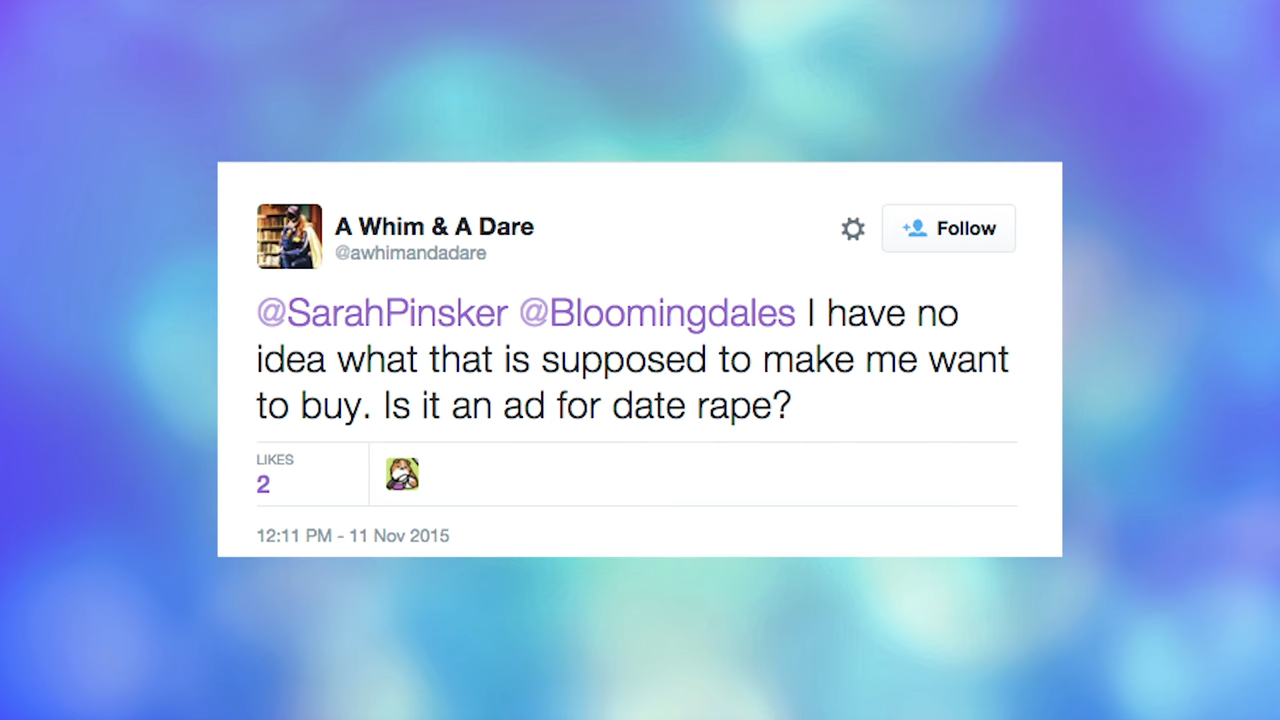 A Whim & A Dare
@awhimandadare
Follow
@SarahPinsker @Bloomingdales I have no
idea what that is supposed to make me want
to buy. Is it an ad for date rape?
LIKES
2
12:11 PM - 11 Nov 2015